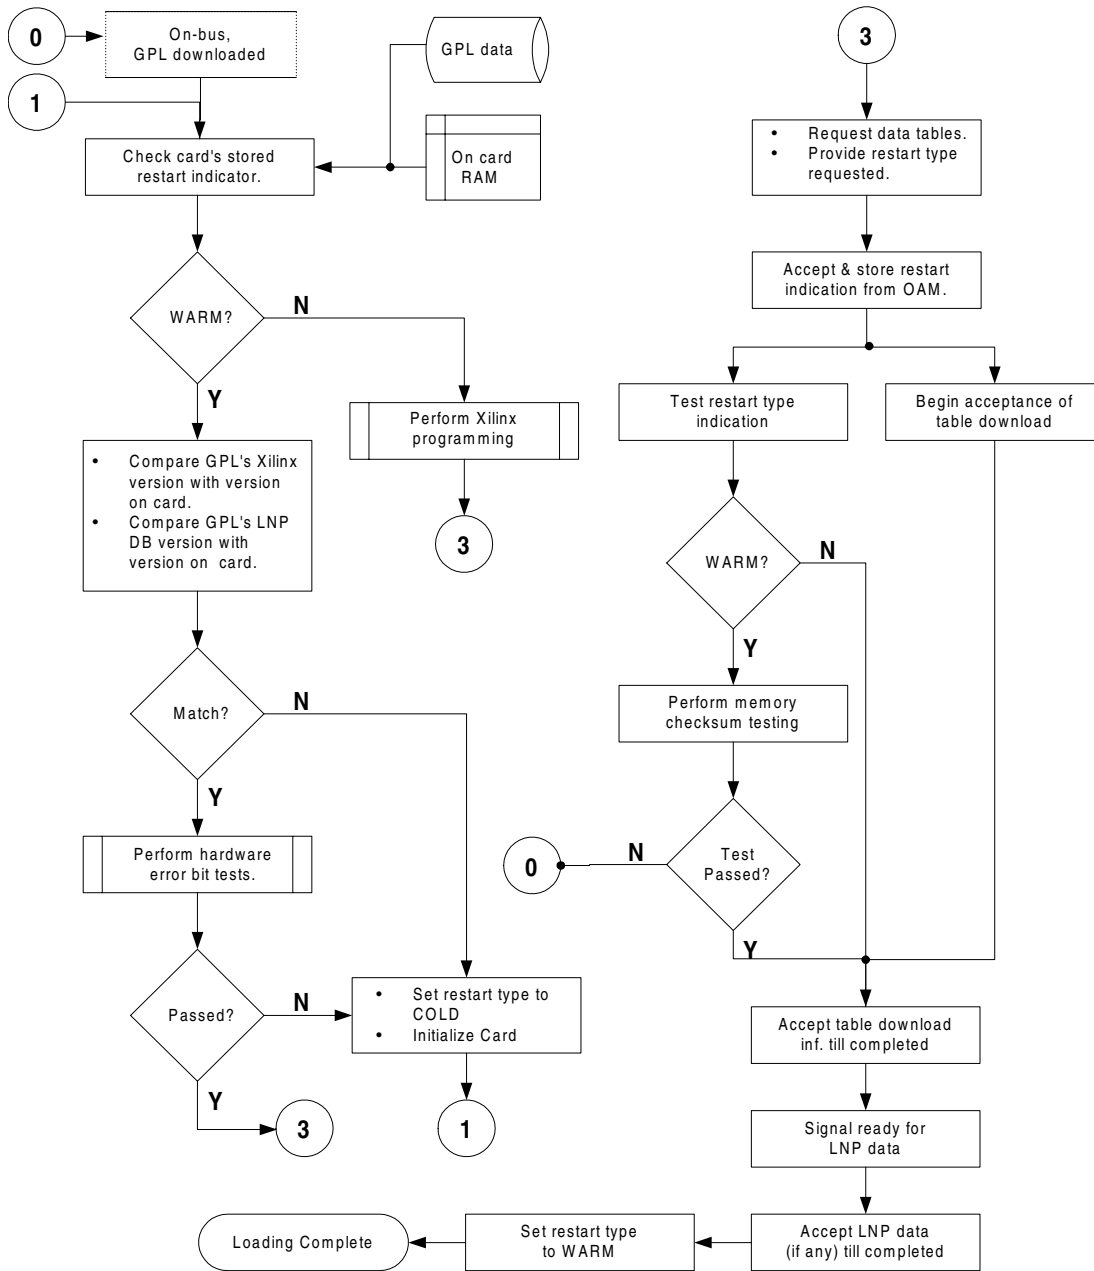 0
On-bus,
GPL downloaded
GPL data
1
Check card's stored
restart indicator.
On card
RAM
WARM?
N
Y
Perform Xilinx
programming
3
• Compare GPL's Xilinx
version with version
on card.
• Compare GPL's LNP
DB version with
version on card.
Match?
N
Y
Perform hardware
error bit tests.
Passed?
N
Y
3
• Set restart type to
COLD
• Initialize Card
1
3
• Request data tables.
• Provide restart type
requested.
Accept & store restart
indication from OAM.
Test restart type
indication
Begin acceptance of
table download
WARM?
N
Y
Perform memory
checksum testing
Test
Passed?
N
0
Y
Accept table download
inf. till completed
Signal ready for
LNP data
Accept LNP data
(if any) till completed
Set restart type
to WARM
Loading Complete